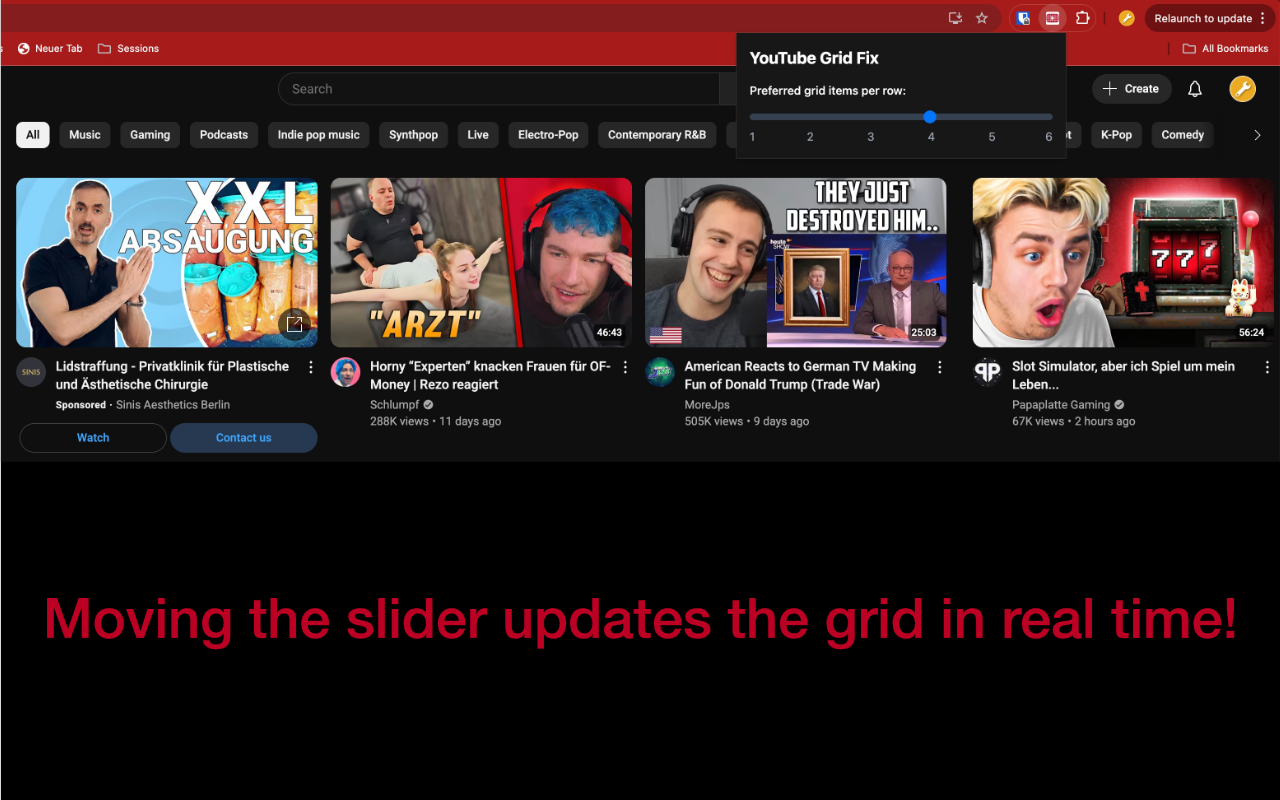 Relaunch to update
Neuer Tab
Sessions
All Bookmarks
YouTube Grid Fix
Preferred grid items per row:
1 2 3 4 5 6
Search
Create
All
Music
Gaming
Podcasts
Indie pop music
Synthpop
Live
Electro-Pop
Contemporary R&B
K-Pop
Comedy
XXL
ABSAUGUNG
"ARZT"
46:43
THEY JUST
DESTROYED HIM..
heute
SHOW
25:03
777
56:24
SINIS
Lidstraffung - Privatklinik für Plastische
und Ästhetische Chirurgie
Sponsored · Sinis Aesthetics Berlin
Watch
Contact us
Horny “Experten” knacken Frauen für OF-
Money | Rezo reagiert
Schlumpf
288K views • 11 days ago
American Reacts to German TV Making
Fun of Donald Trump (Trade War)
MoreJps
505K views • 9 days ago
Slot Simulator, aber ich Spiel um mein
Leben...
Papaplatte Gaming
67K views • 2 hours ago
Moving the slider updates the grid in real time!